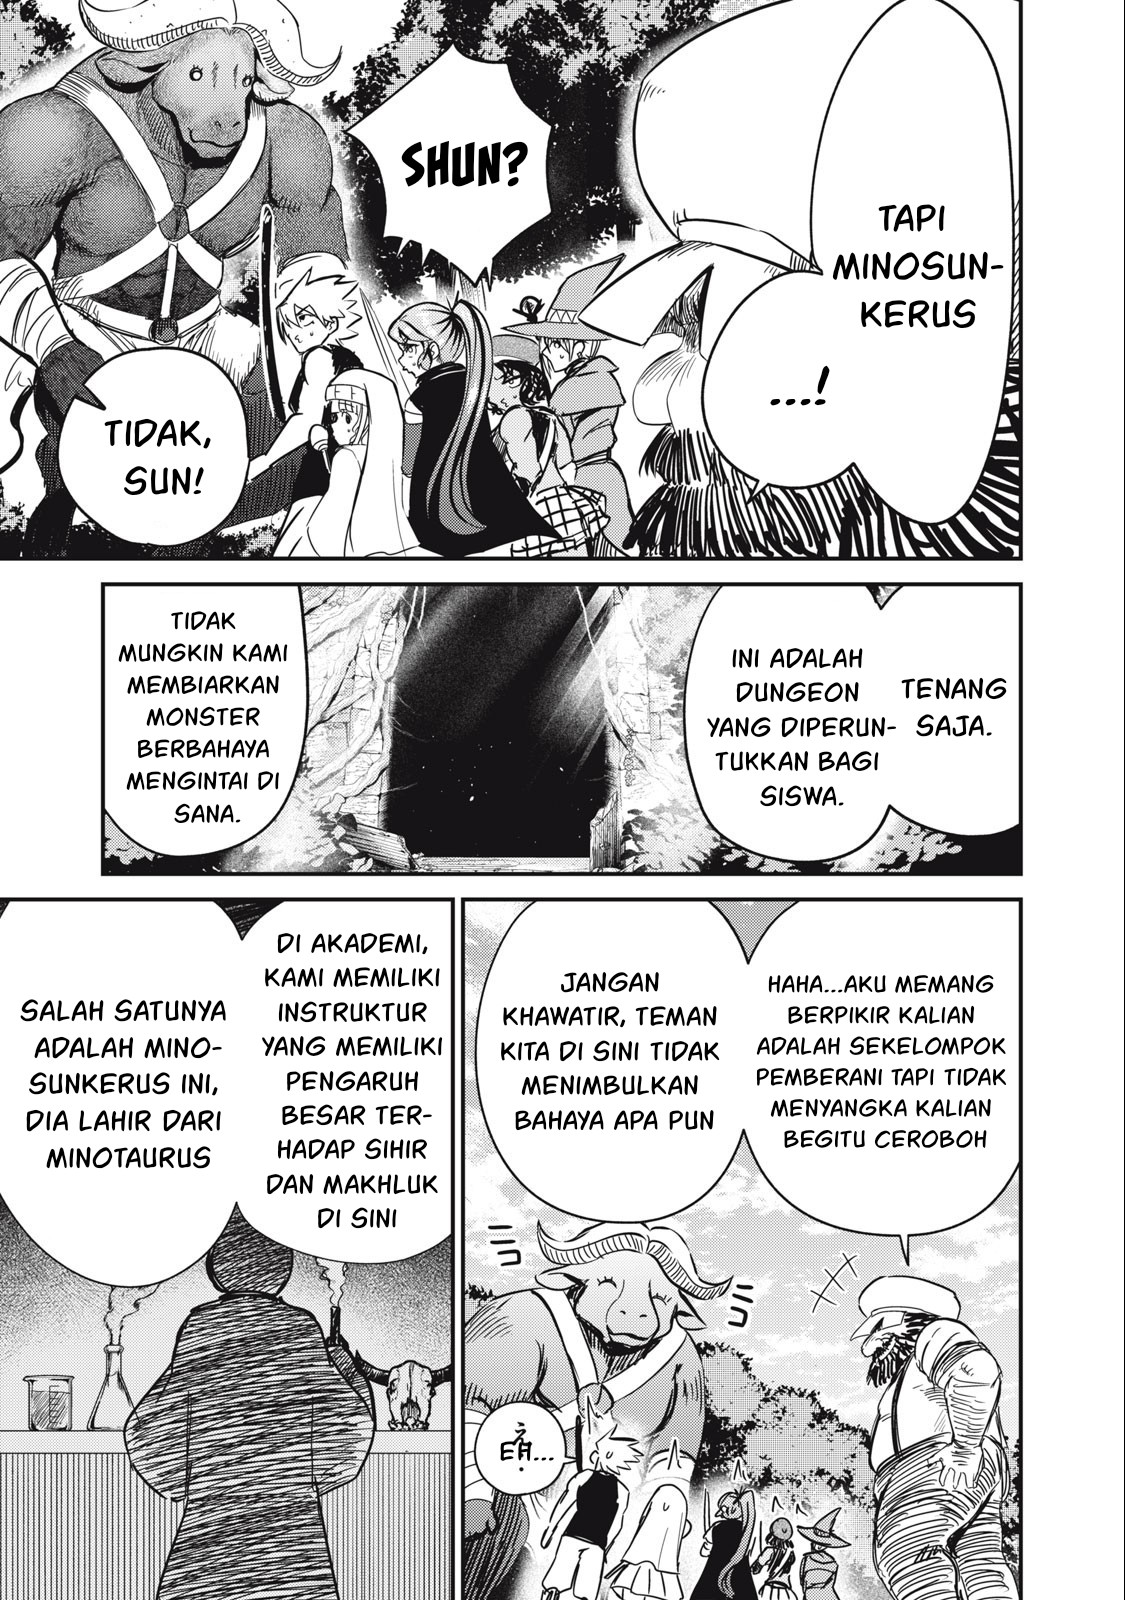 TAPI
MINOSUN-
KERUS
....!
SHUN?
TIDAK,
SUN!
TENANG
SAJA.
INI ADALAH
DUNGEON
YANG DIPERUN-
TUKKAN BAGI
SISWA.
TIDAK
MUNGKIN KAMI
MEMBIARKAN
MONSTER
BERBAHAYA
MENGINTAI DI
SANA.
HAHA...AKU MEMANG
BERPIKIR KALIAN
ADALAH SEKELOMPOK
PEMBERANI TAPI TIDAK
MENYANGKA KALIAN
BEGITU CEROBOH
JANGAN
KHAWATIR, TEMAN
KITA DI SINI TIDAK
MENIMBULKAN
BAHAYA APA PUN
DI AKADEMI,
KAMI MEMILIKI
INSTRUKTUR
YANG MEMILIKI
PENGARUH
BESAR TER-
HADAP SIHIR
DAN MAKHLUK
DI SINI
SALAH SATUNYA
ADALAH MINO-
SUNKERUS INI,
DIA LAHIR DARI
MINOTAURUS